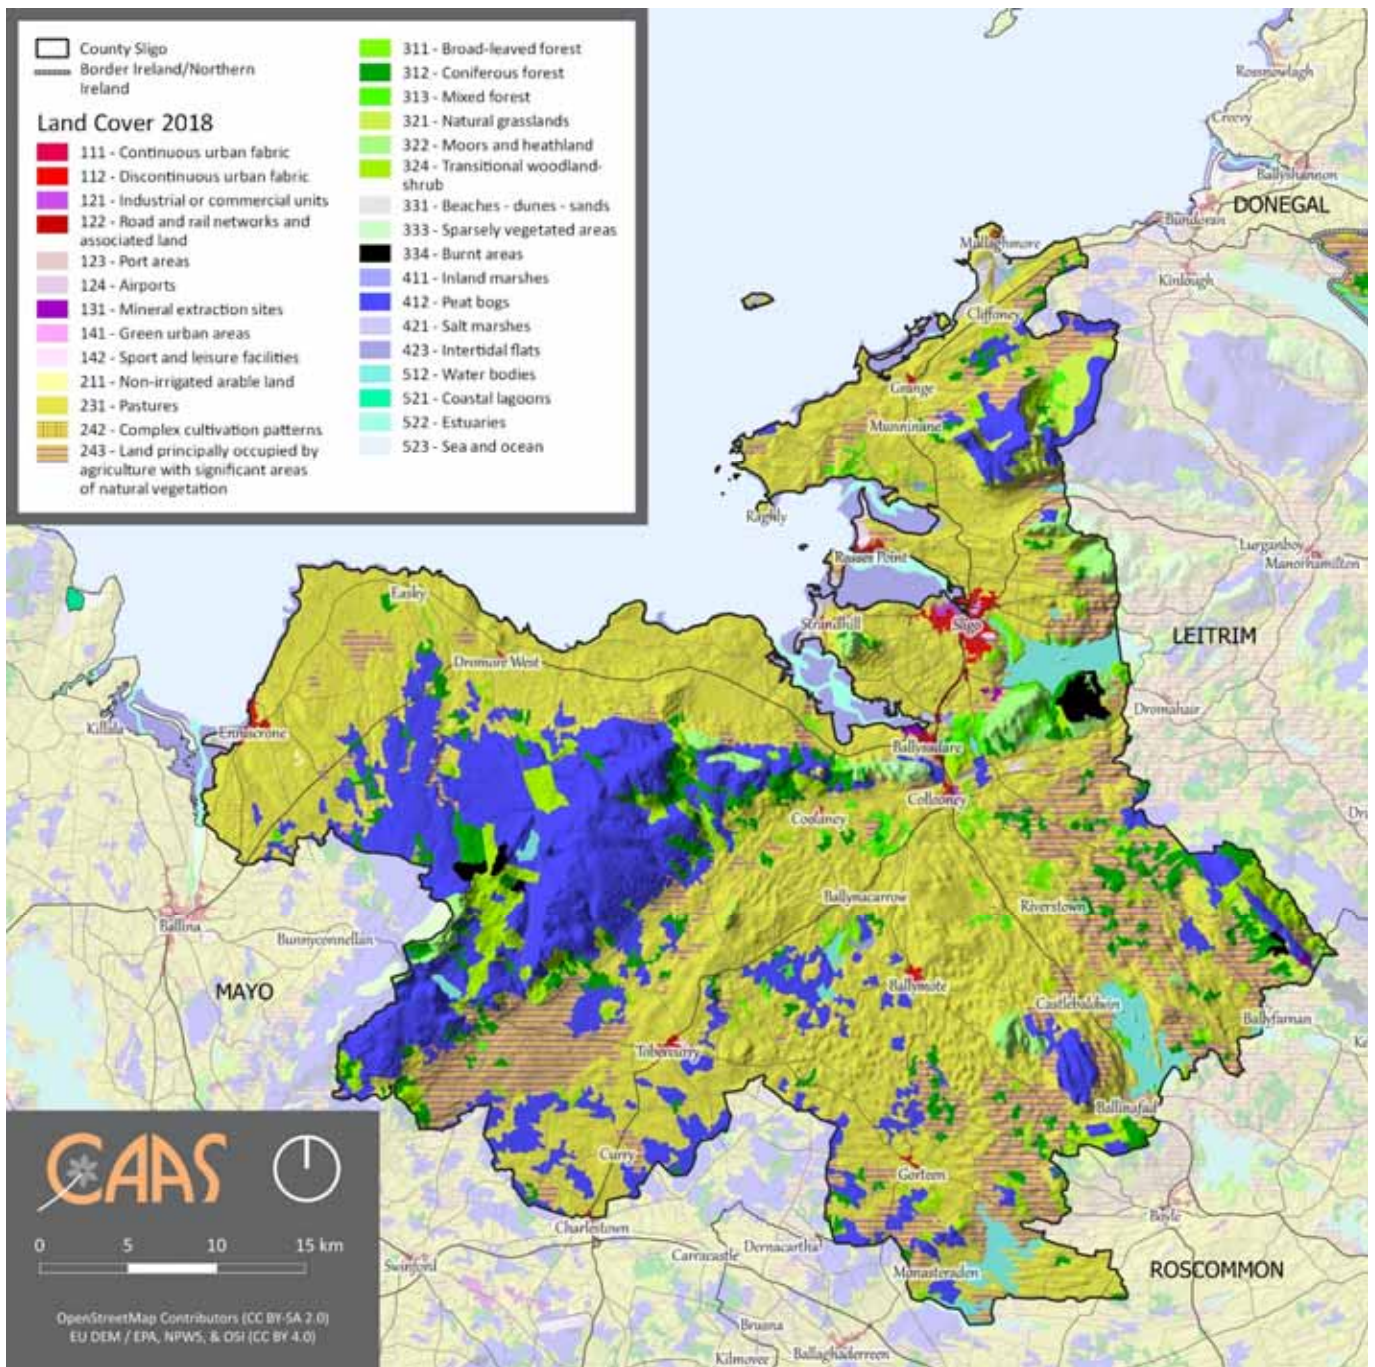 County Sligo
Border Ireland/Northern
Ireland
Land Cover 2018
111 - Continuous urban fabric
112 - Discontinuous urban fabric
121 - Industrial or commercial units
122 - Road and rail networks and
associated land
123 - Port areas
124 - Airports
131 - Mineral extraction sites
141 - Green urban areas
142 - Sport and leisure facilities
211 - Non-irrigated arable land
231 - Pastures
242 - Complex cultivation patterns
243 - Land principally occupied by
agriculture with significant areas
of natural vegetation
311 - Broad-leaved forest
312 - Coniferous forest
313 - Mixed forest
321 - Natural grasslands
322 - Moors and heathland
324 - Transitional woodland-
shrub
331 - Beaches - dunes - sands
333 - Sparsely vegetated areas
334 - Burnt areas
411 - Inland marshes
412 - Peat bogs
421 - Salt marshes
423 - Intertidal flats
512 - Water bodies
521 - Coastal lagoons
522 - Estuaries
523 - Sea and ocean
Rossnowlagh
Creevy
Ballyshannon
DONEGAL
Bundoran
Mullaghmore
Kinlough
Cliffoney
Grange
Munninane
Raghly
Lurganboy
Manorhamilton
Rosses Point
Easky
Strandhill
Sligo
LEITRIM
Dromore West
Dromahair
Killala
Enniscrone
Ballysadare
Collooney
Coolaney
Ballynacarrow
Riverstown
Ballina
Bunnyconnellan
MAYO
Ballymote
Castlebaldwin
Ballyfarnan
Tobercurry
Ballinafad
Curry
Gorteen
Charlestown
Boyle
Carracastle
Doernacartha
Swinford
Monasteraden
ROSCOMMON
Bruana
Kilmovee
Ballaghaderreen
CAAS
0 5 10 15 km
OpenStreetMap Contributors (CC BY-SA 2.0)
EU DEM / EPA, NPWS, & OSI (CC BY 4.0)